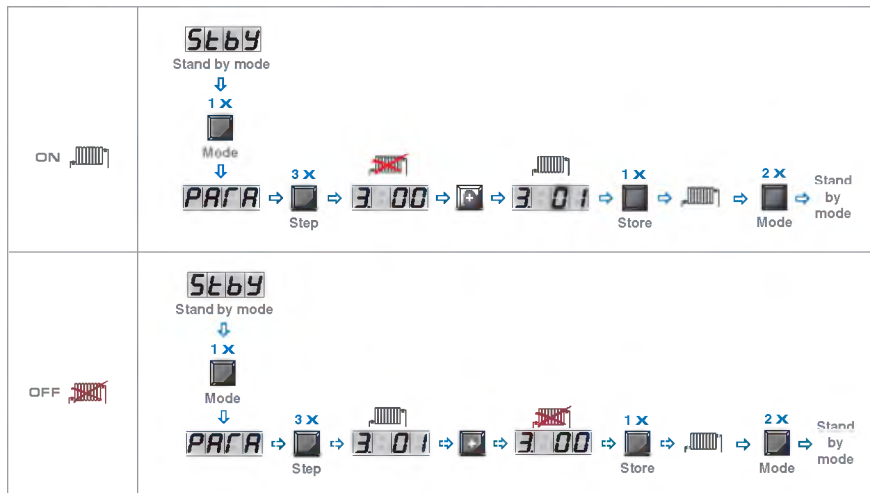 Stby
Stand by mode
1 X
Mode
ON
PARA
3 X
Step
3. 00
+
3. 01
1 X
Store
2 X
Mode
Stand
by
mode
Stby
Stand by mode
1 X
Mode
OFF
PARA
3 X
Step
3. 01
+
3. 00
1 X
Store
2 X
Mode
Stand
by
mode